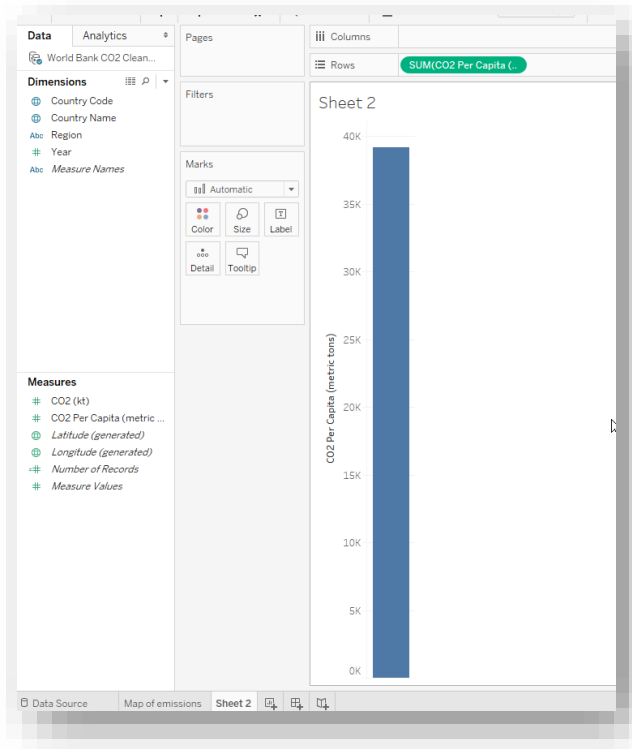 Data Analytics
World Bank CO2 Clean...
Dimensions
Country Code
Country Name
Abc Region
# Year
Abc Measure Names
Measures
# CO2 (kt)
# CO2 Per Capita (metric ...
Latitude (generated)
Longitude (generated)
=# Number of Records
# Measure Values
Pages
Filters
Marks
Automatic
Color Size Label
Detail Tooltip
Columns
Rows SUM(CO2 Per Capita (..
Sheet 2
40K
35K
30K
25K
20K
15K
10K
5K
0K
CO2 Per Capita (metric tons)
Data Source Map of emissions Sheet 2